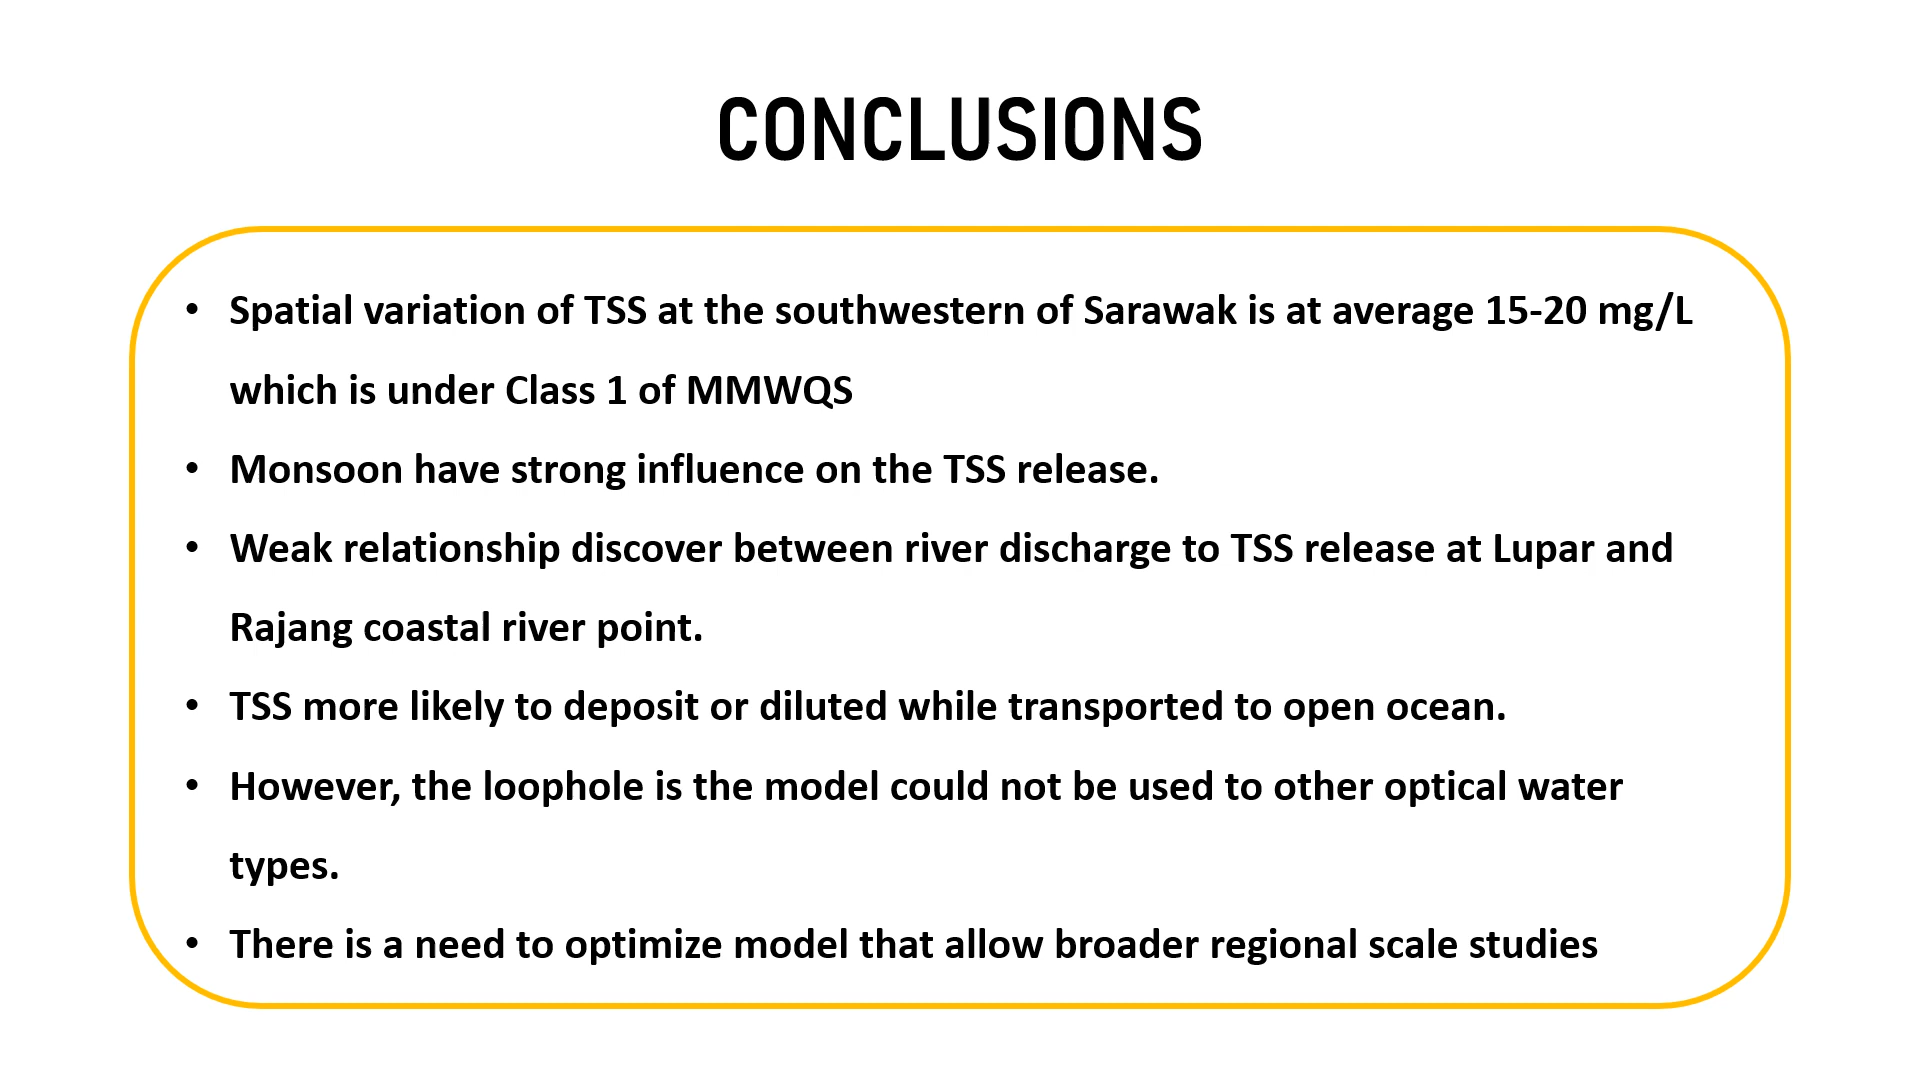 CONCLUSIONS
• Spatial variation of TSS at the southwestern of Sarawak is at average 15-20 mg/L
which is under Class 1 of MMWQS
• Monsoon have strong influence on the TSS release.
• Weak relationship discover between river discharge to TSS release at Lupar and
Rajang coastal river point.
• TSS more likely to deposit or diluted while transported to open ocean.
• However, the loophole is the model could not be used to other optical water
types.
• There is a need to optimize model that allow broader regional scale studies